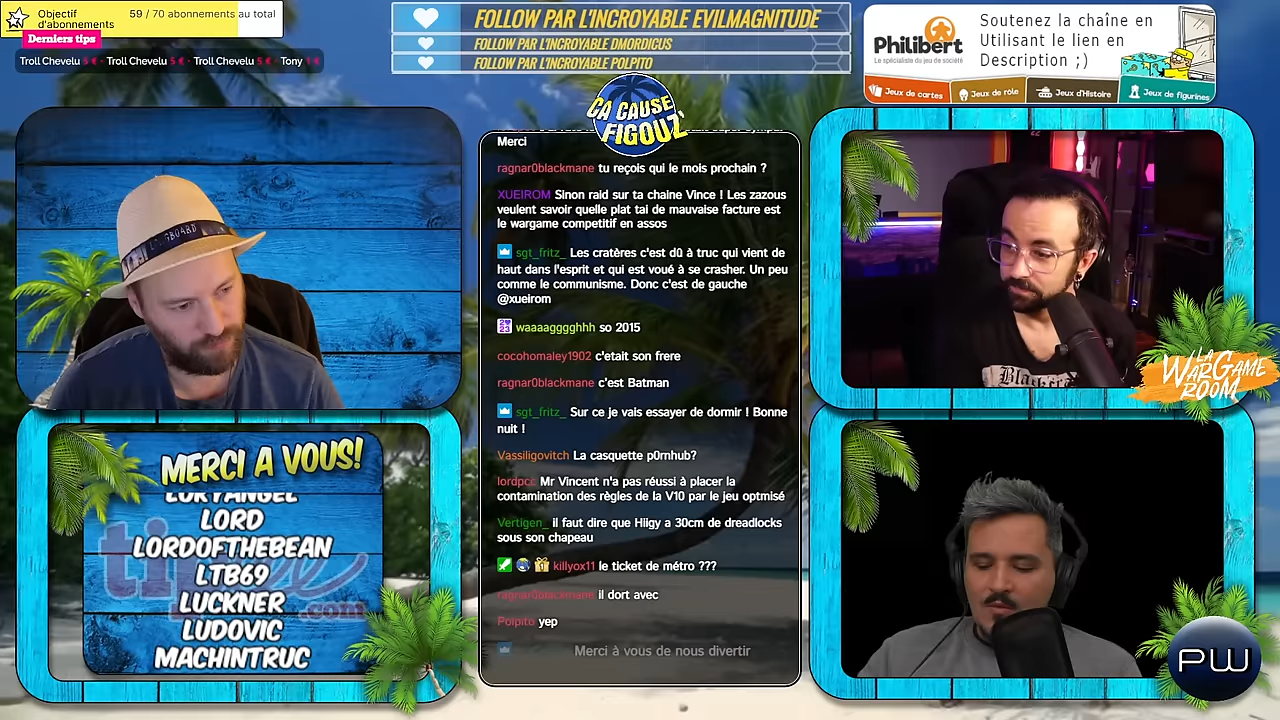 Objectif
d'abonnements
59 / 70 abonnements au total
Derniers tips
Troll Chevelu 5 € • Troll Chevelu 5 € • Troll Chevelu 5 € • Tony 1 €
FOLLOW PAR L'INCROYABLE EVILMAGNITUDE
FOLLOW PAR L'INCROYABLE DMORDICUS
FOLLOW PAR L'INCROYABLE POLPITO
Philibert
Le spécialiste du jeu de société
Soutenez la chaîne en
Utilisant le lien en
Description ;)
Jeux de cartes
Jeux de rôle
Jeux d'Histoire
Jeux de figurines
ÇA CAUSE
FIGOUZ'
Merci
ragnar0blackmane tu reçois qui le mois prochain ?
XUEIROM Sinon raid sur ta chaine Vince ! Les zazous
veulent savoir quelle plat tai de mauvaise facture est
le wargame competitif en assos
sgt_fritz_ Les cratères c'est dû à truc qui vient de
haut dans l'esprit et qui est voué à se crasher. Un peu
comme le communisme. Donc c'est de gauche
@xueirom
waaaagggghhh so 2015
cocohomaley1902 c'etait son frere
ragnar0blackmane c'est Batman
sgt_fritz_ Sur ce je vais essayer de dormir ! Bonne
nuit !
Vassiligovitch La casquette p0rnhub?
lordpcc Mr Vincent n'a pas réussi à placer la
contamination des règles de la V10 par le jeu optmisé
Vertigen_ il faut dire que Hiigy a 30cm de dreadlocks
sous son chapeau
killyox11 le ticket de métro ???
ragnar0blackmane il dort avec
Polpito yep
Merci à vous de nous divertir
MERCI A VOUS!
LORYANGEL
LORD
LORDOFTHEBEAN
LTB69
LUCKNER
LUDOVIC
MACHINTRUC
.com
LA
WARGAME
ROOM
PW